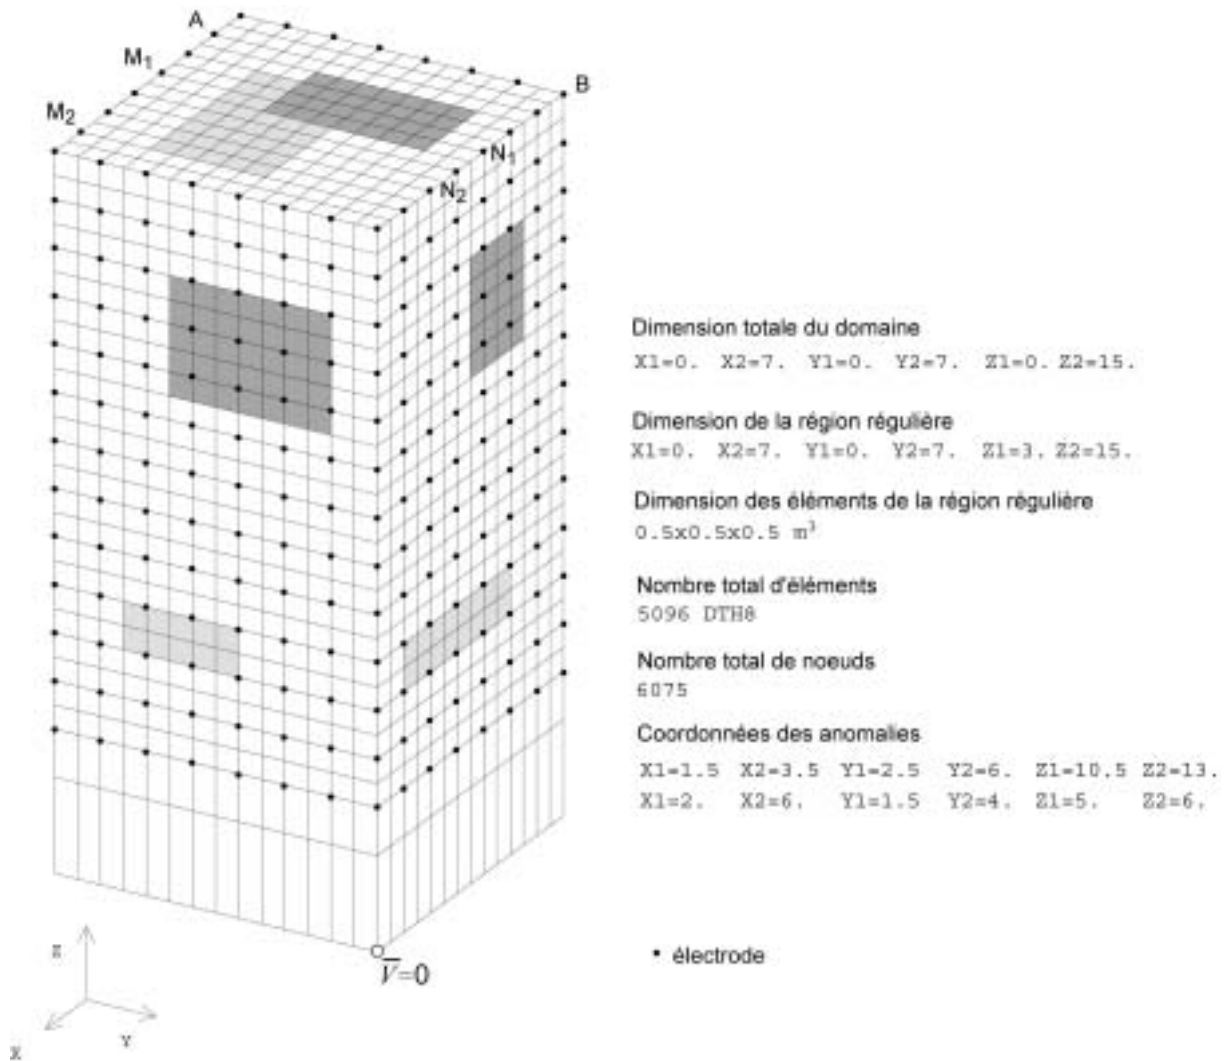 A
M1
M2
B
N1
N2
Dimension totale du domaine
X1=0. X2=7. Y1=0. Y2=7. Z1=0. Z2=15.
Dimension de la région régulière
X1=0. X2=7. Y1=0. Y2=7. Z1=3. Z2=15.
Dimension des éléments de la région régulière
0.5x0.5x0.5 m³
Nombre total d'éléments
5096 DTH8
Nombre total de noeuds
6075
Coordonnées des anomalies
X1=1.5 X2=3.5 Y1=2.5 Y2=6. Z1=10.5 Z2=13.
X1=2. X2=6. Y1=1.5 Y2=4. Z1=5. Z2=6.
• électrode
V̅=0
Z
X
Y